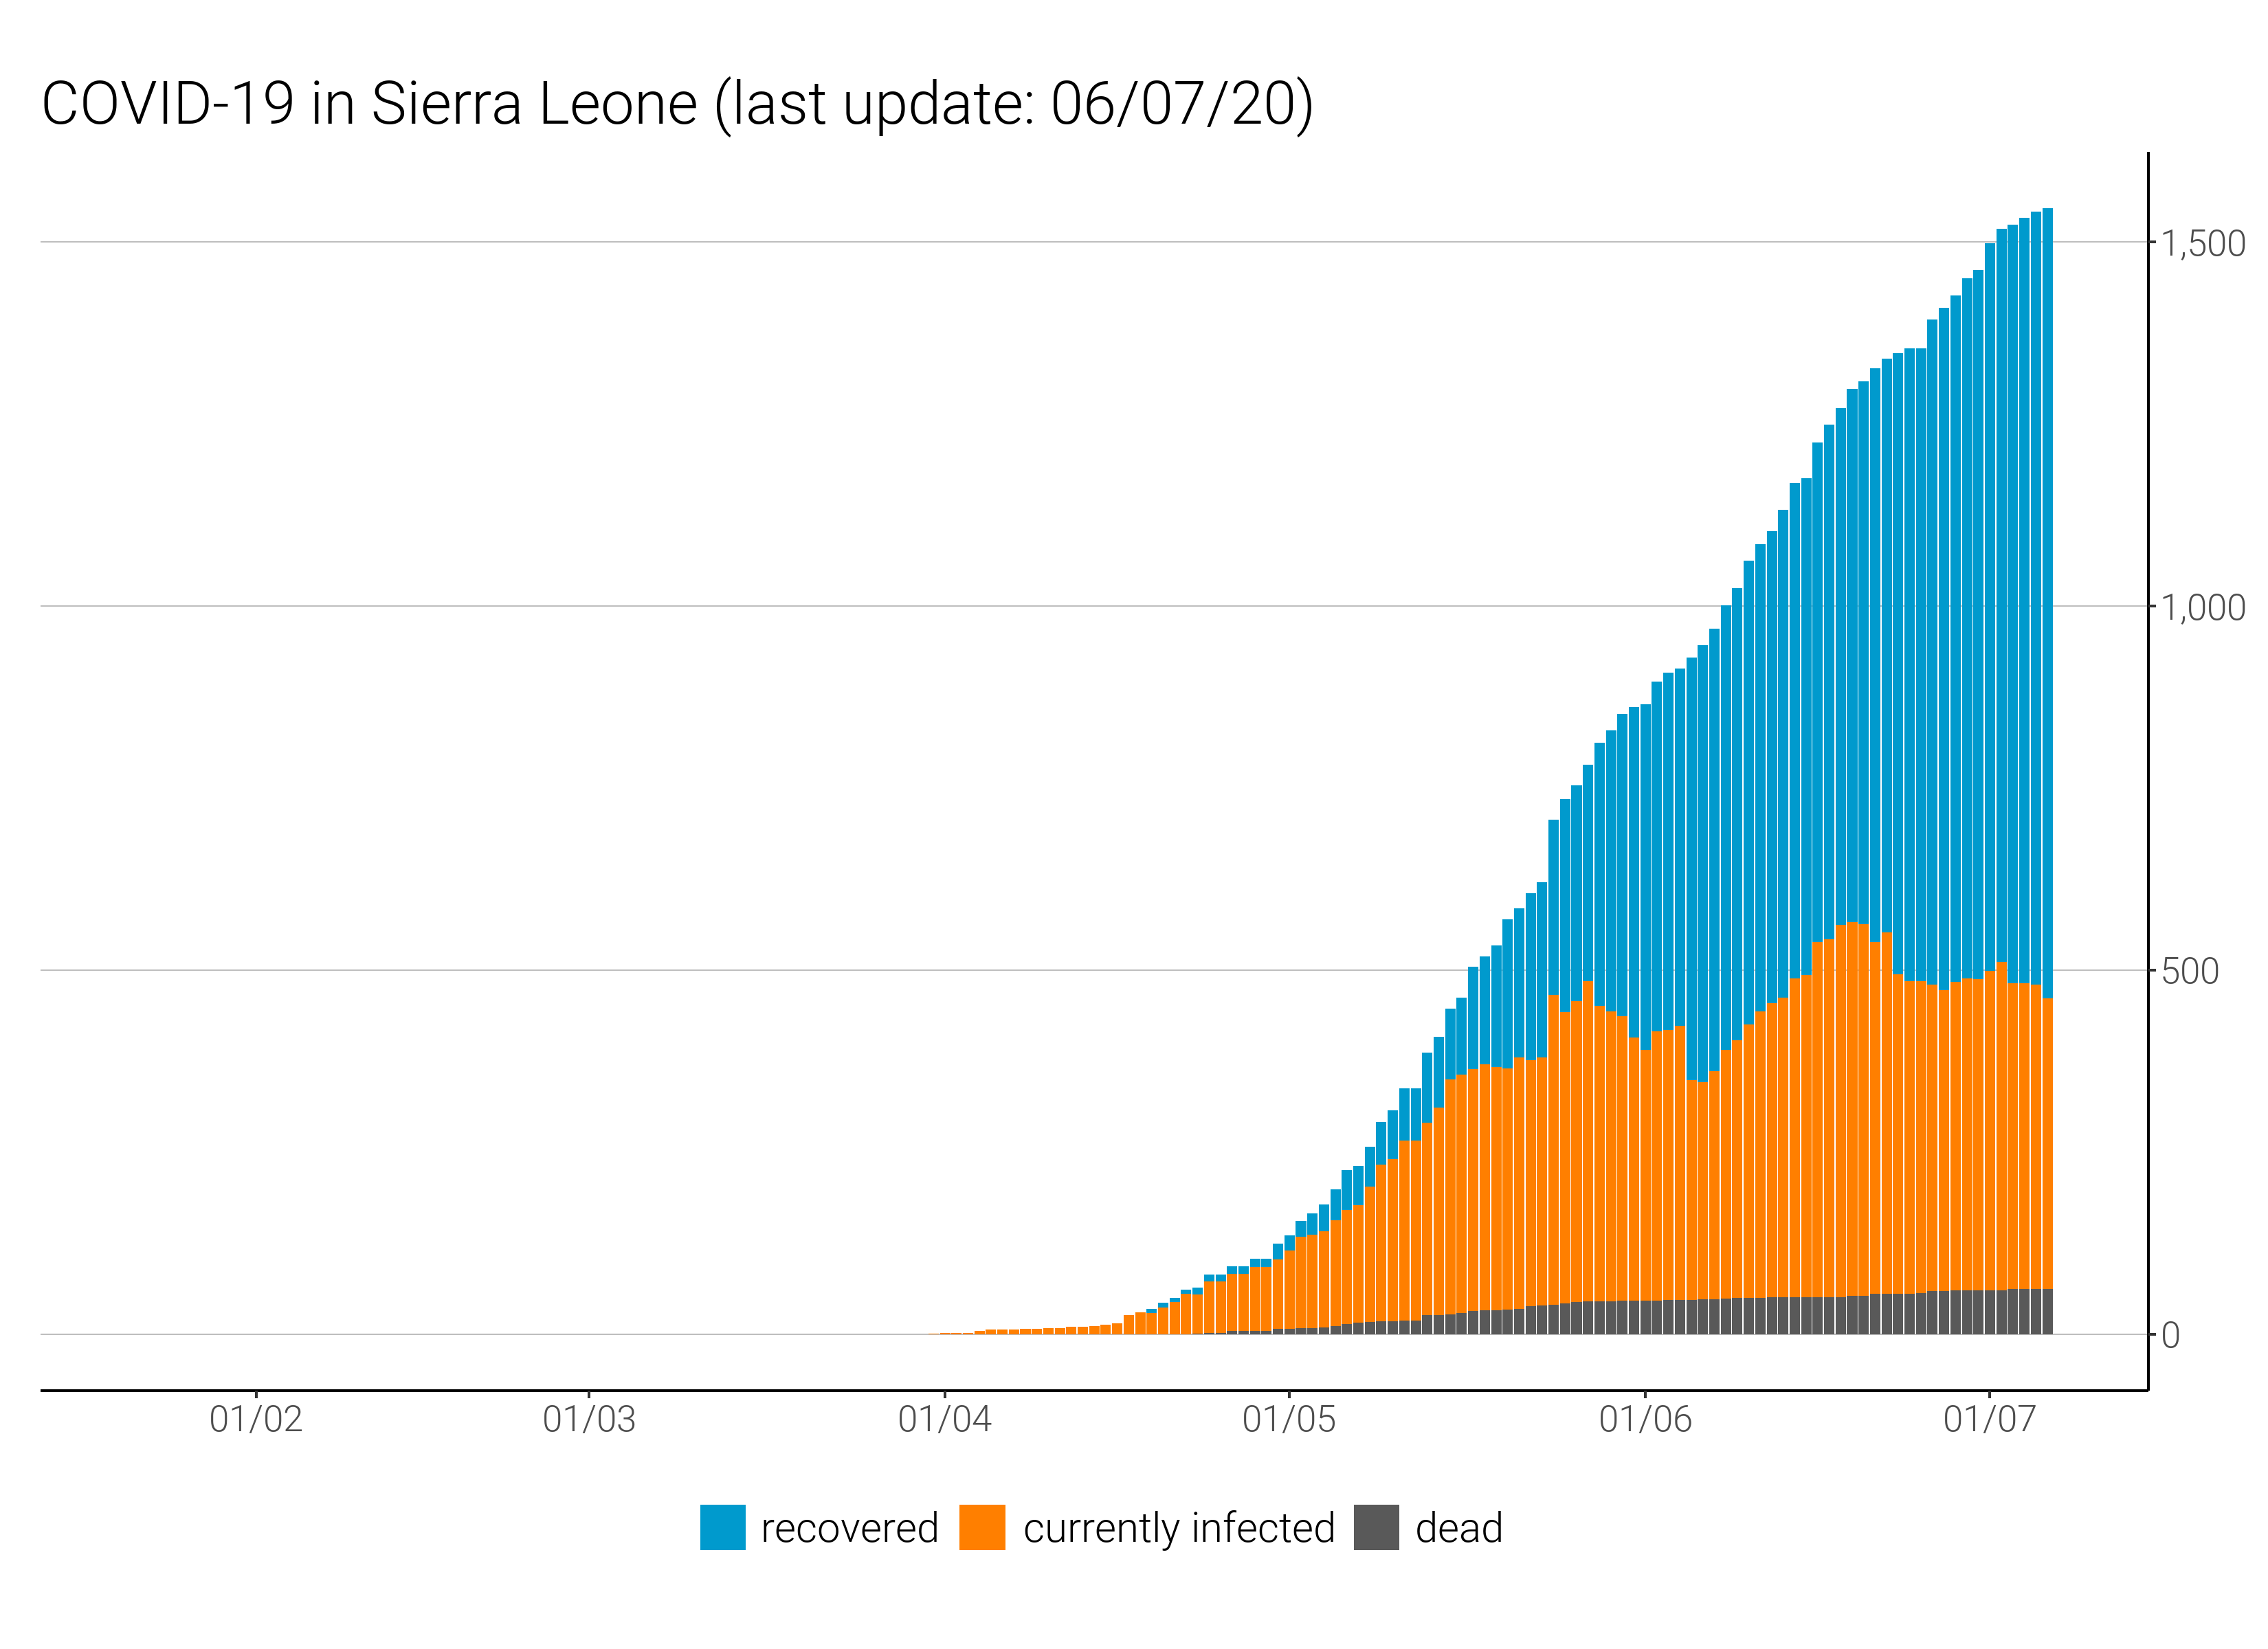 COVID-19 in Sierra Leone (last update: 06/07/20)
1,500
1,000
500
0
01/02 01/03 01/04 01/05 01/06 01/07
recovered currently infected dead